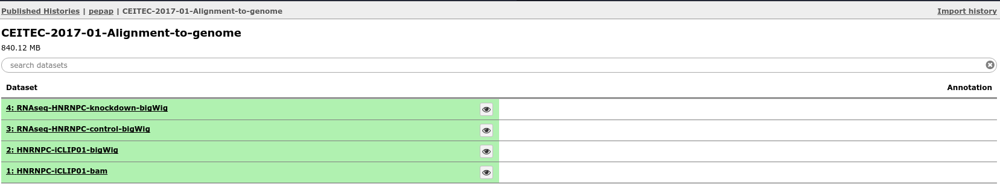 Published Histories | pepap | CEITEC-2017-01-Alignment-to-genome Import history
CEITEC-2017-01-Alignment-to-genome
840.12 MB
search datasets
Dataset Annotation
4: RNAseq-HNRNPC-knockdown-bigWig
3: RNAseq-HNRNPC-control-bigWig
2: HNRNPC-iCLIP01-bigWig
1: HNRNPC-iCLIP01-bam